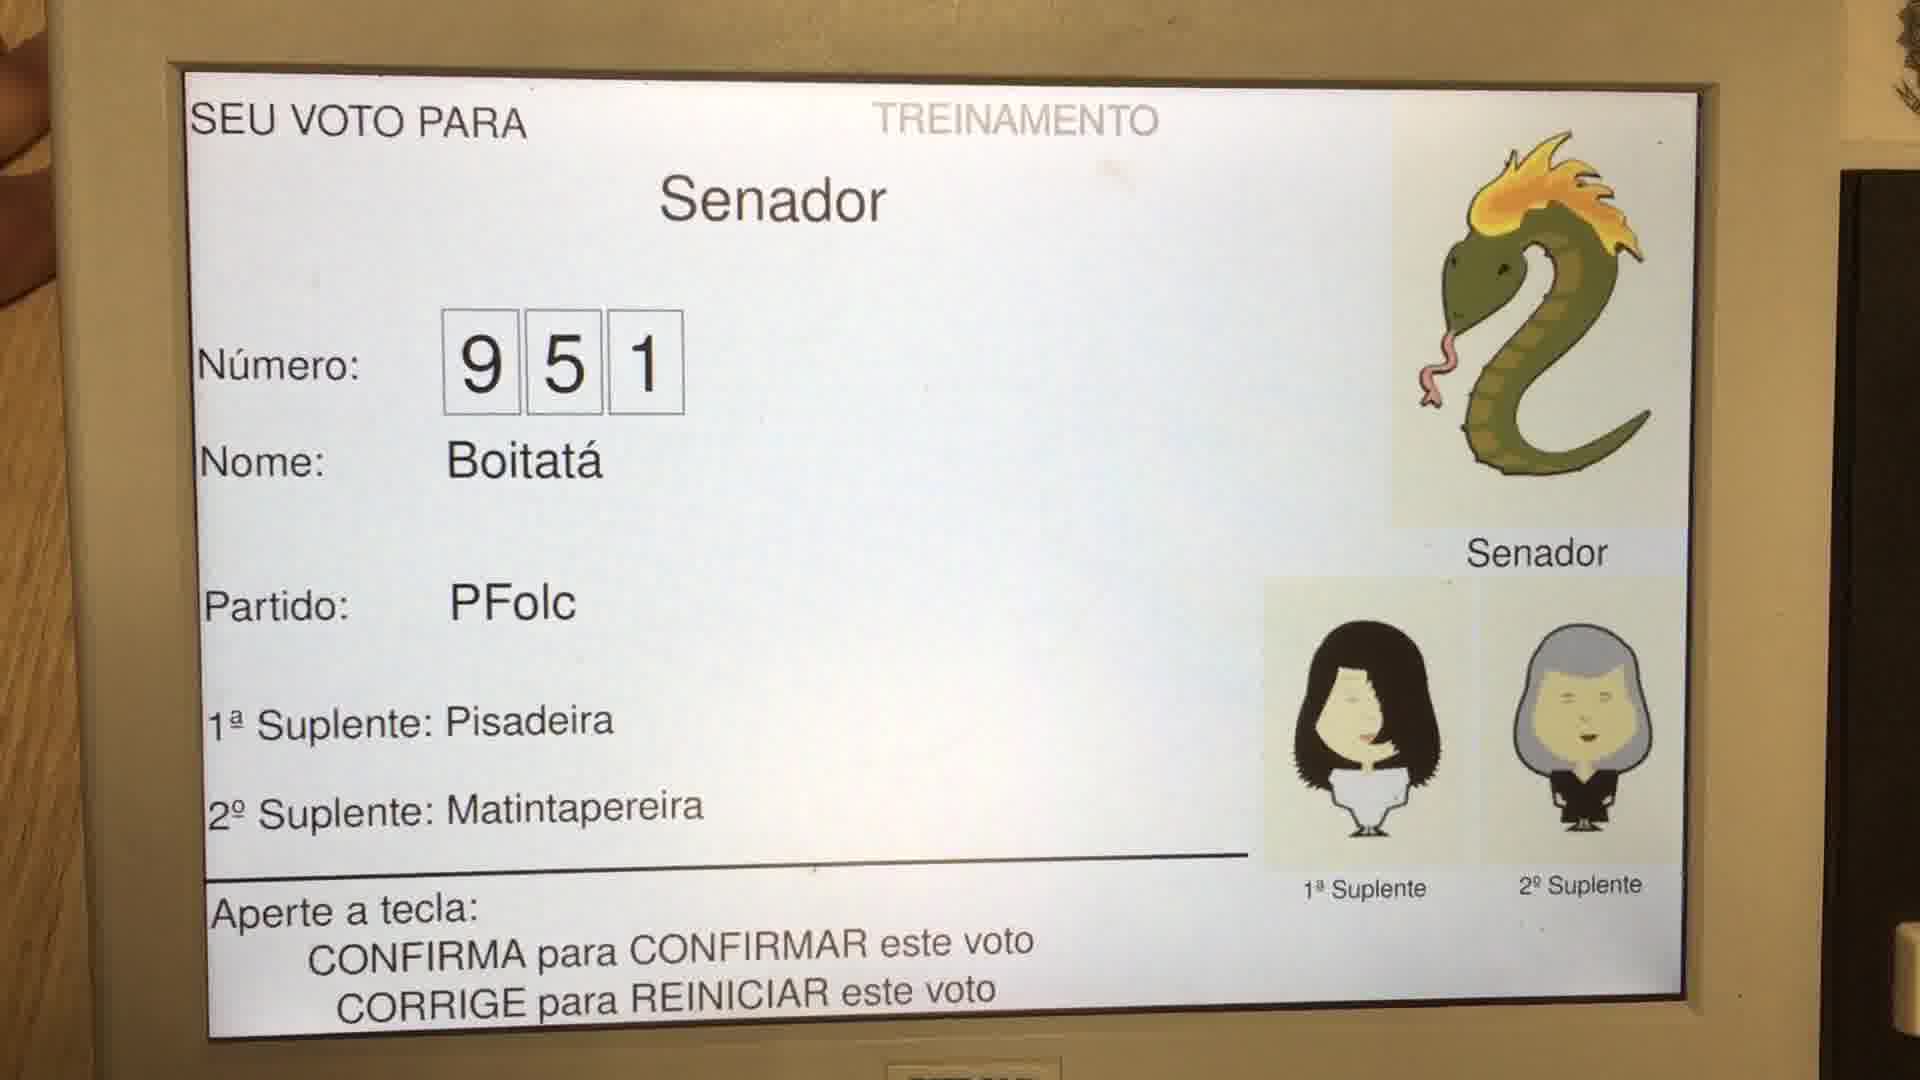 SEU VOTO PARA
TREINAMENTO
Senador
Número: 9 5 1
Nome: Boitatá
Partido: PFolc
1ª Suplente: Pisadeira
2º Suplente: Matintapereira
Senador
1ª Suplente
2º Suplente
Aperte a tecla:
CONFIRMA para CONFIRMAR este voto
CORRIGE para REINICIAR este voto